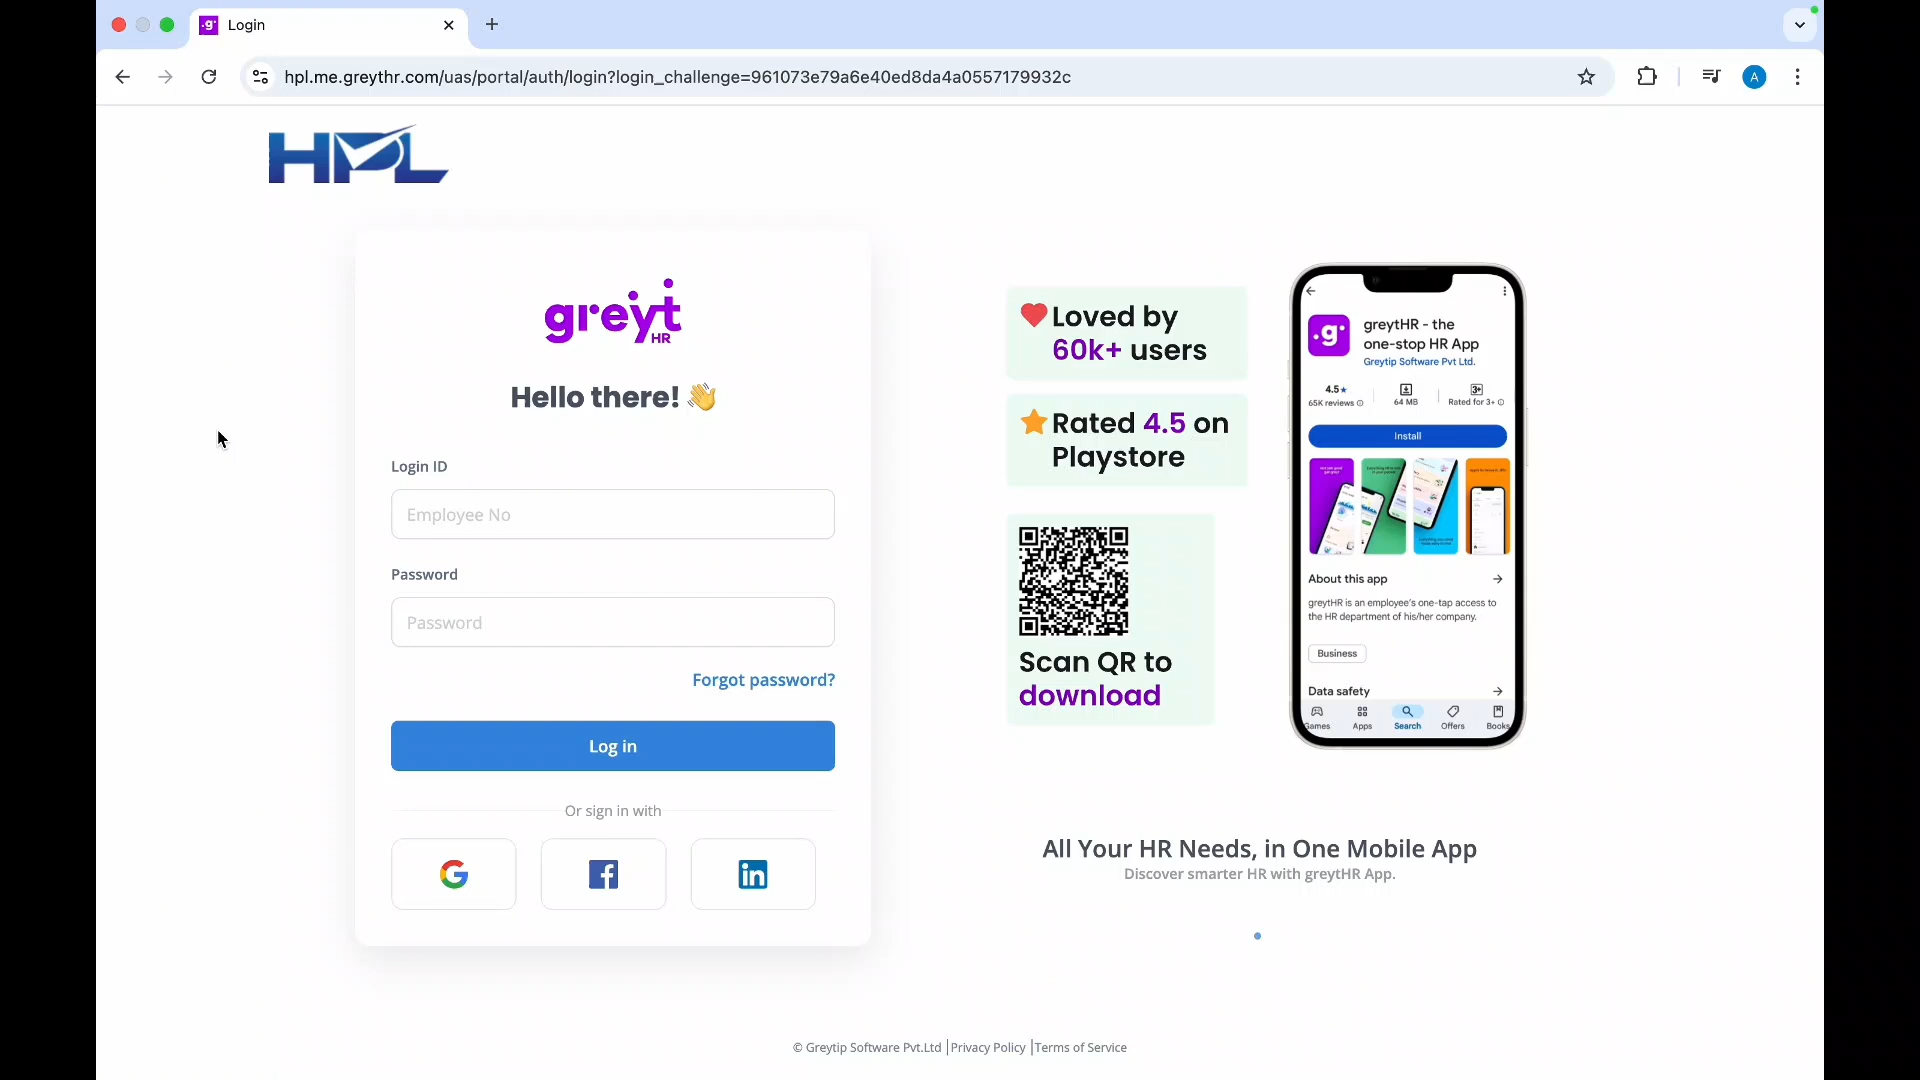 Login
hpl.me.greythr.com/uas/portal/auth/login?login_challenge=961073e79a6e40ed8da4a0557179932c
A
HPL
greyt
HR
Hello there! 👋
Login ID
Employee No
Password
Password
Forgot password?
Log in
Or sign in with
Loved by
60k+ users
Rated 4.5 on
Playstore
Scan QR to
download
greytHR - the
one-stop HR App
Greytip Software Pvt Ltd.
4.5★
65K reviews
64 MB
3+
Rated for 3+
Install
About this app
greytHR is an employee's one-tap access to
the HR department of his/her company.
Business
Data safety
Games Apps Search Offers Books
All Your HR Needs, in One Mobile App
Discover smarter HR with greytHR App.
© Greytip Software Pvt.Ltd | Privacy Policy | Terms of Service